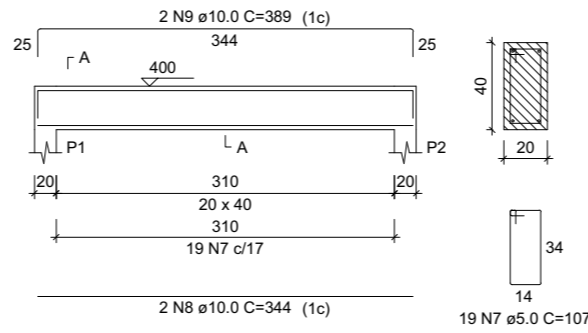 2 N9 ø10.0 C=389 (1c)
25
344
25
A
400
40
P1
A
P2
20
20
310
20
20 x 40
310
19 N7 c/17
34
14
2 N8 ø10.0 C=344 (1c)
19 N7 ø5.0 C=107